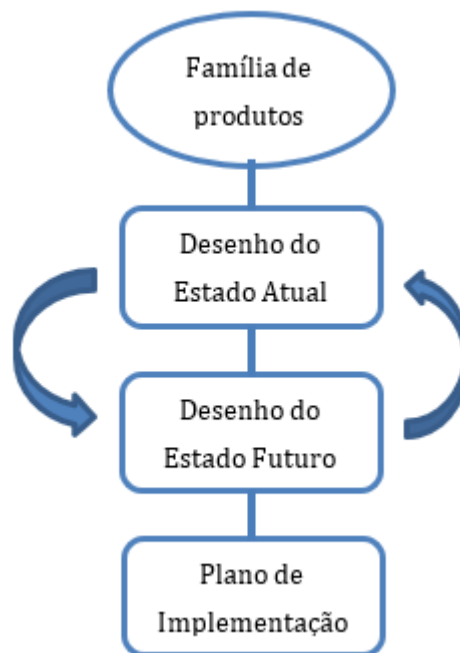 Família de
produtos
Desenho do
Estado Atual
Desenho do
Estado Futuro
Plano de
Implementação